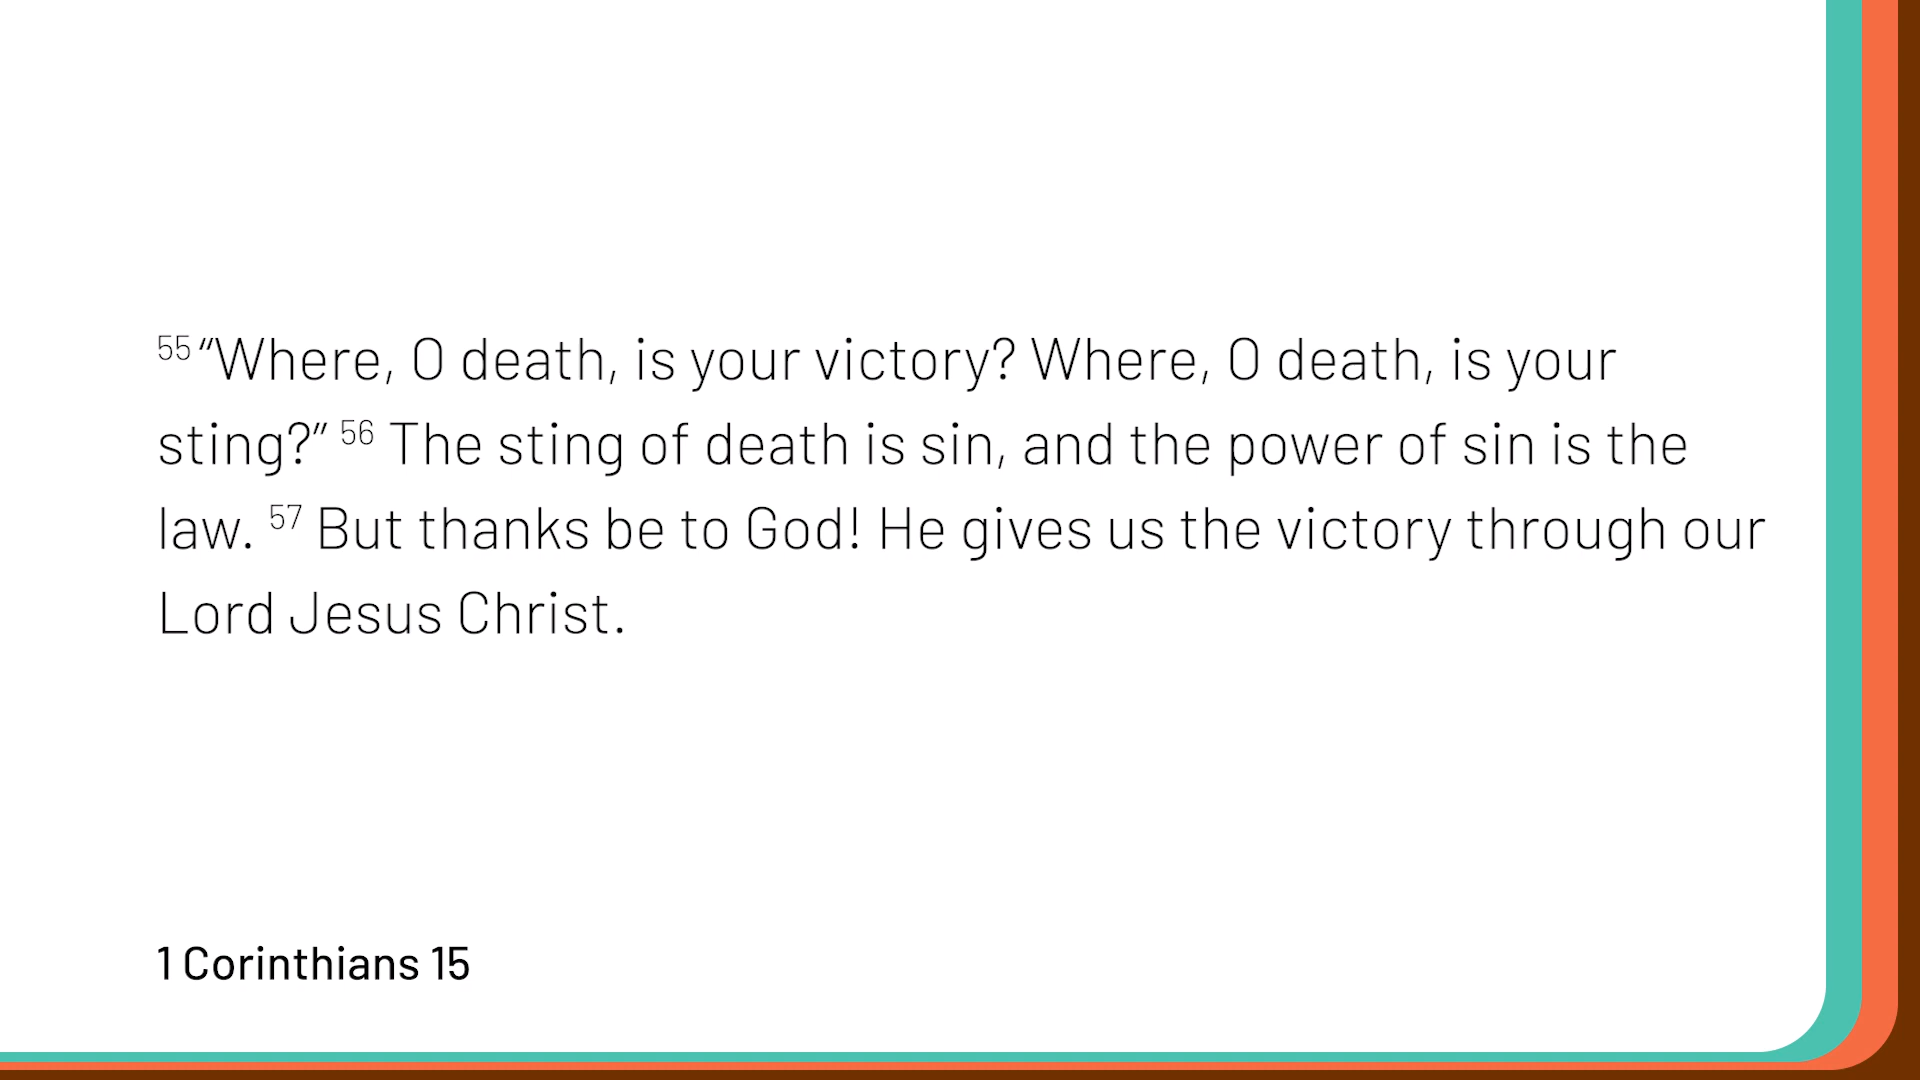 55 “Where, O death, is your victory? Where, O death, is your
sting?” 56 The sting of death is sin, and the power of sin is the
law. 57 But thanks be to God! He gives us the victory through our
Lord Jesus Christ.
1 Corinthians 15